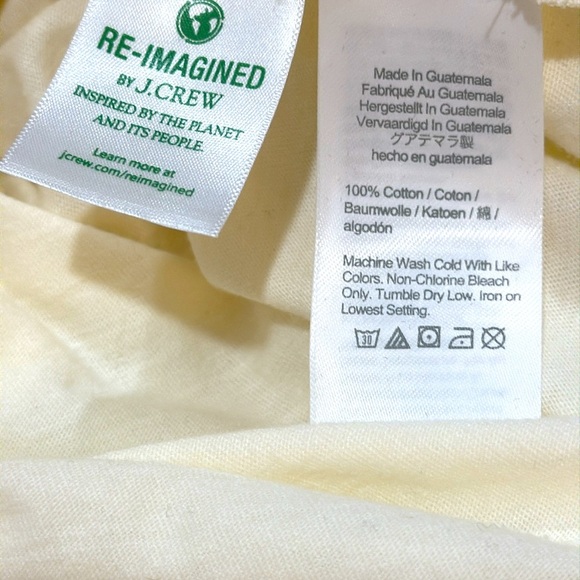 RE-IMAGINED
BY J.CREW
INSPIRED BY THE PLANET
AND ITS PEOPLE.
Learn more at
jcrew.com/reimagined
Made In Guatemala
Fabriqué Au Guatemala
Hergestellt In Guatemala
Vervaardigd In Guatemala
グアテマラ製
hecho en guatemala
100% Cotton / Coton /
Baumwolle / Katoen / 綿 /
algodón
Machine Wash Cold With Like
Colors. Non-Chlorine Bleach
Only. Tumble Dry Low. Iron on
Lowest Setting.
30